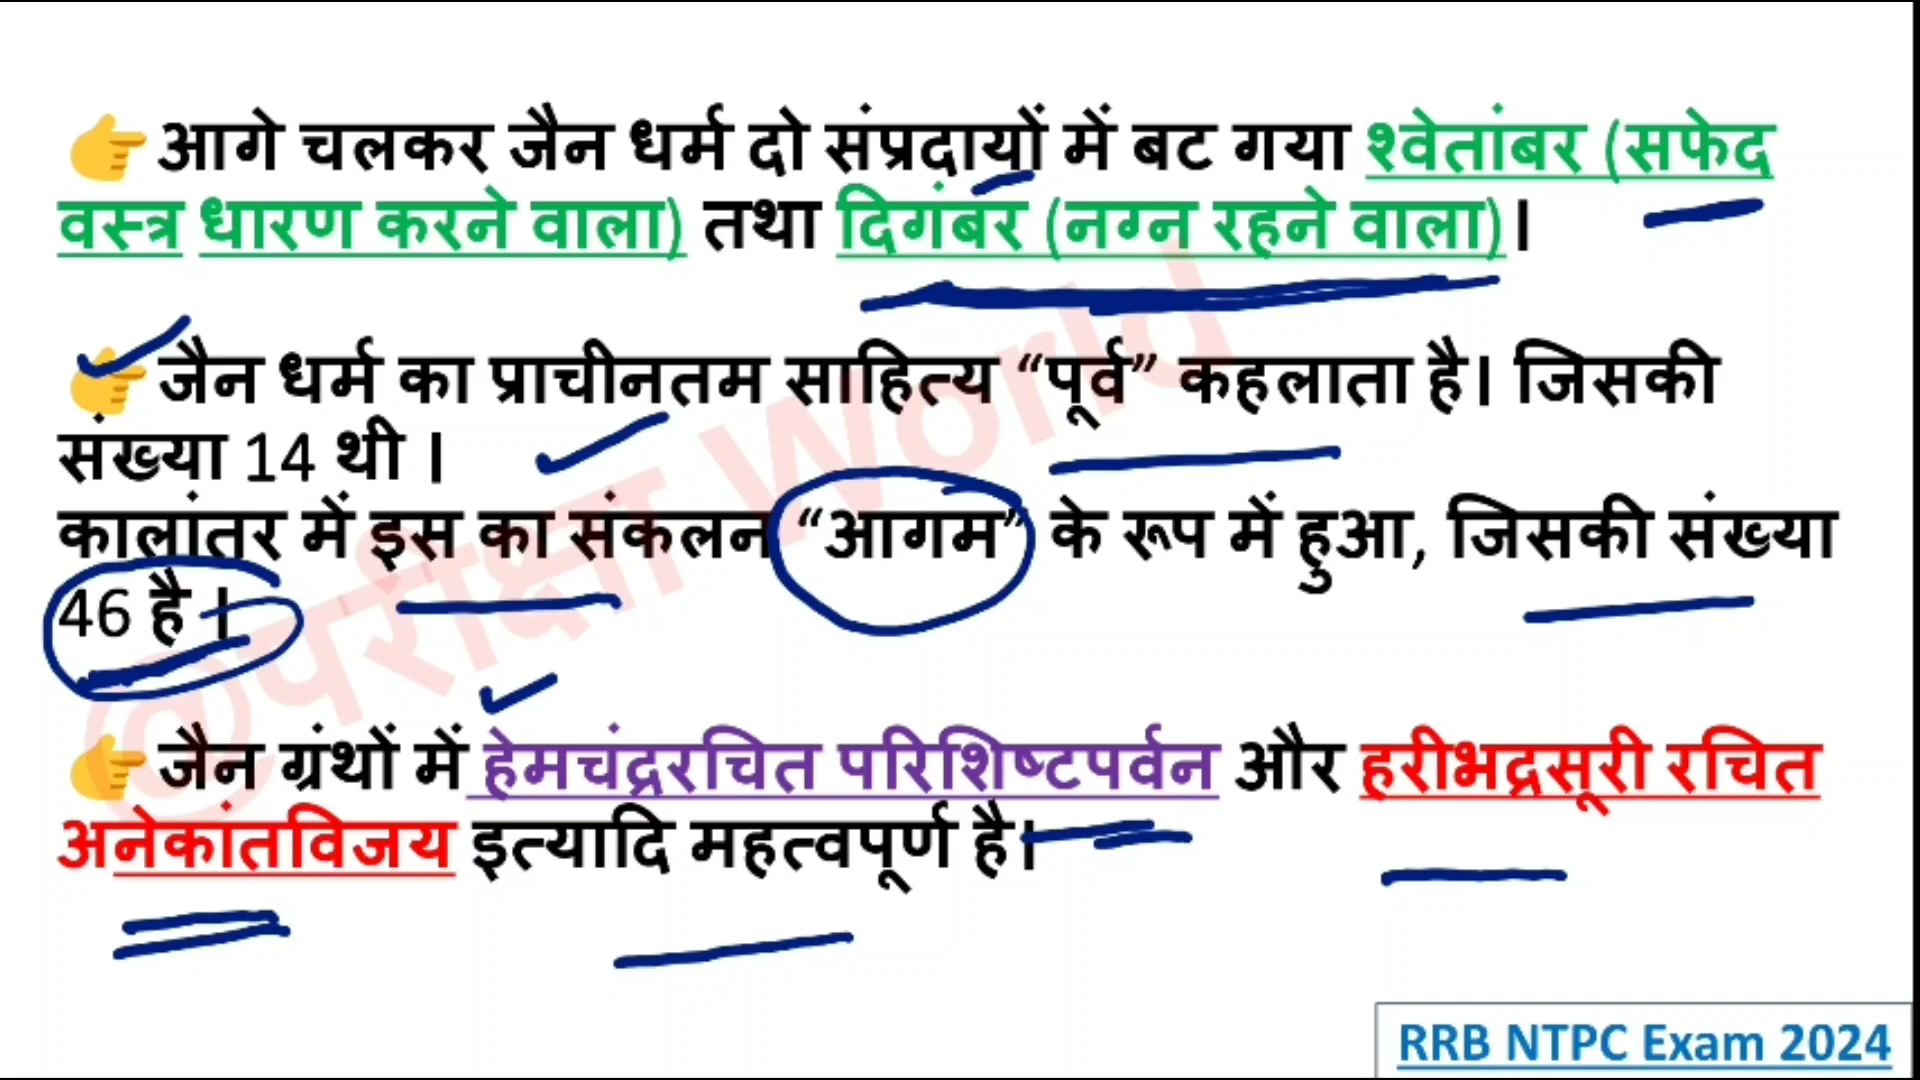 👉आगे चलकर जैन धर्म दो संप्रदायों में बट गया श्वेतांबर (सफेद
वस्त्र धारण करने वाला) तथा दिगंबर (नग्न रहने वाला)।
👉जैन धर्म का प्राचीनतम साहित्य “पूर्व” कहलाता है। जिसकी
संख्या 14 थी ।
कालांतर में इस का संकलन “आगम” के रूप में हुआ, जिसकी संख्या
46 है ।
👉जैन ग्रंथों में हेमचंद्ररचित परिशिष्टपर्वन और हरीभद्रसूरी रचित
अनेकांतविजय इत्यादि महत्वपूर्ण है।
@परीक्षा World
RRB NTPC Exam 2024